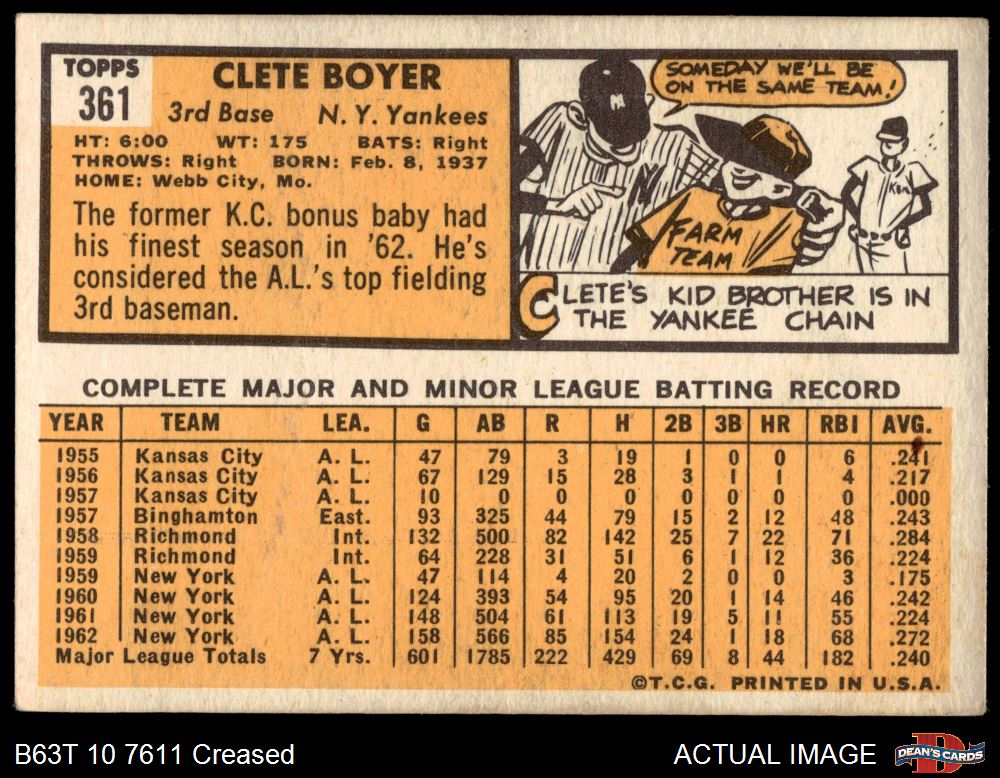 TOPPS
361
CLETE BOYER
3rd Base N. Y. Yankees
HT: 6:00 WT: 175 BATS: Right
THROWS: Right BORN: Feb. 8, 1937
HOME: Webb City, Mo.
The former K.C. bonus baby had
his finest season in '62. He's
considered the A.L.'s top fielding
3rd baseman.
SOMEDAY WE'LL BE
ON THE SAME TEAM!
FARM
TEAM
CLETE'S KID BROTHER IS IN
THE YANKEE CHAIN
COMPLETE MAJOR AND MINOR LEAGUE BATTING RECORD
YEAR TEAM LEA. G AB R H 2B 3B HR RBI AVG.
1955 Kansas City A. L. 47 79 3 19 1 0 0 6 .241
1956 Kansas City A. L. 67 129 15 28 3 1 1 4 .217
1957 Kansas City A. L. 10 0 0 0 0 0 0 0 .000
1957 Binghamton East. 93 325 44 79 15 2 12 48 .243
1958 Richmond Int. 132 500 82 142 25 7 22 71 .284
1959 Richmond Int. 64 228 31 51 6 1 12 36 .224
1959 New York A. L. 47 114 4 20 2 0 0 3 .175
1960 New York A. L. 124 393 54 95 20 1 14 46 .242
1961 New York A. L. 148 504 61 113 19 5 11 55 .224
1962 New York A. L. 158 566 85 154 24 1 18 68 .272
Major League Totals 7 Yrs. 601 1785 222 429 69 8 44 182 .240
©T.C.G. PRINTED IN U.S.A.
B63T 10 7611 Creased
ACTUAL IMAGE
DEAN'S CARDS